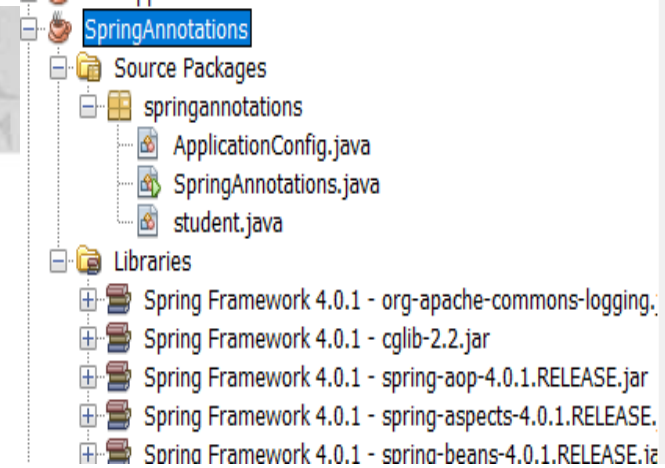 SpringAnnotations
Source Packages
springannotations
ApplicationConfig.java
SpringAnnotations.java
student.java
Libraries
Spring Framework 4.0.1 - org-apache-commons-logging.
Spring Framework 4.0.1 - cglib-2.2.jar
Spring Framework 4.0.1 - spring-aop-4.0.1.RELEASE.jar
Spring Framework 4.0.1 - spring-aspects-4.0.1.RELEASE.
Spring Framework 4.0.1 - spring-beans-4.0.1.RELEASE.ja